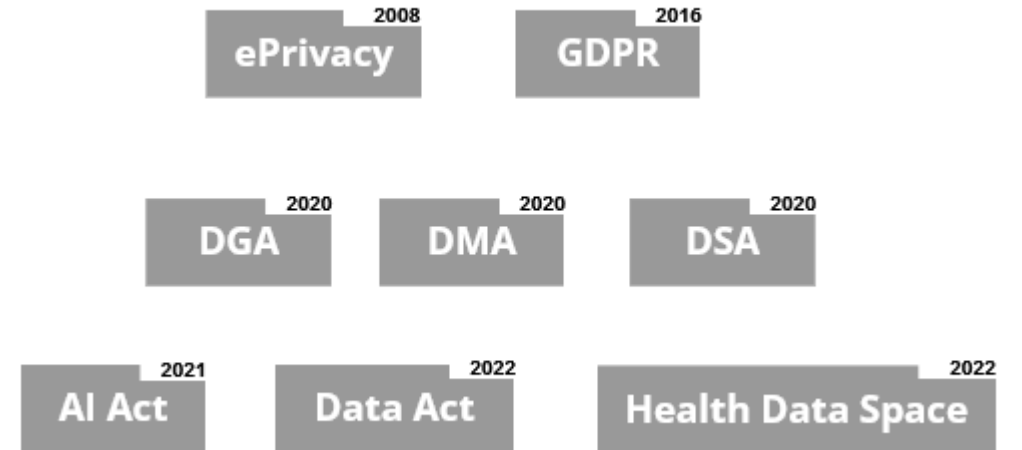 2008
ePrivacy
2016
GDPR
2020
DGA
2020
DMA
2020
DSA
2021
AI Act
2022
Data Act
2022
Health Data Space